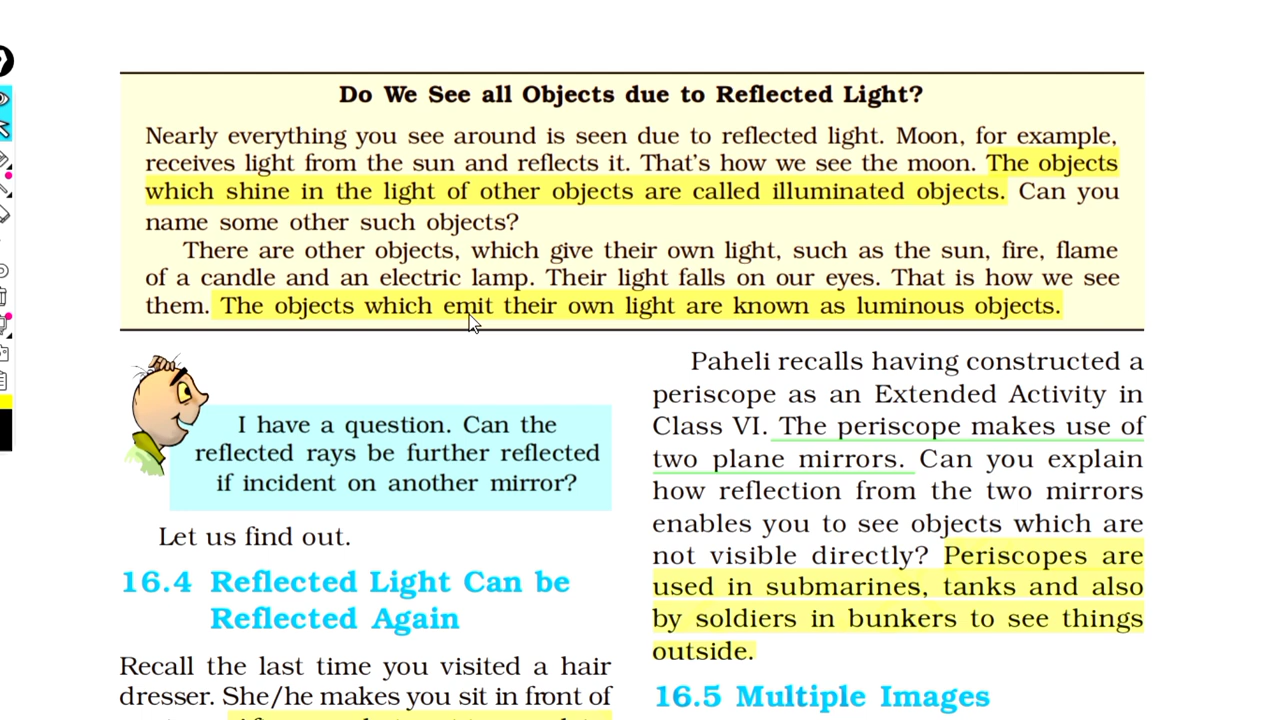 Do We See all Objects due to Reflected Light?
Nearly everything you see around is seen due to reflected light. Moon, for example,
receives light from the sun and reflects it. That's how we see the moon. The objects
which shine in the light of other objects are called illuminated objects. Can you
name some other such objects?
There are other objects, which give their own light, such as the sun, fire, flame
of a candle and an electric lamp. Their light falls on our eyes. That is how we see
them. The objects which emit their own light are known as luminous objects.
I have a question. Can the
reflected rays be further reflected
if incident on another mirror?
Let us find out.
16.4 Reflected Light Can be
Reflected Again
Recall the last time you visited a hair
dresser. She/he makes you sit in front of
Paheli recalls having constructed a
periscope as an Extended Activity in
Class VI. The periscope makes use of
two plane mirrors. Can you explain
how reflection from the two mirrors
enables you to see objects which are
not visible directly? Periscopes are
used in submarines, tanks and also
by soldiers in bunkers to see things
outside.
16.5 Multiple Images